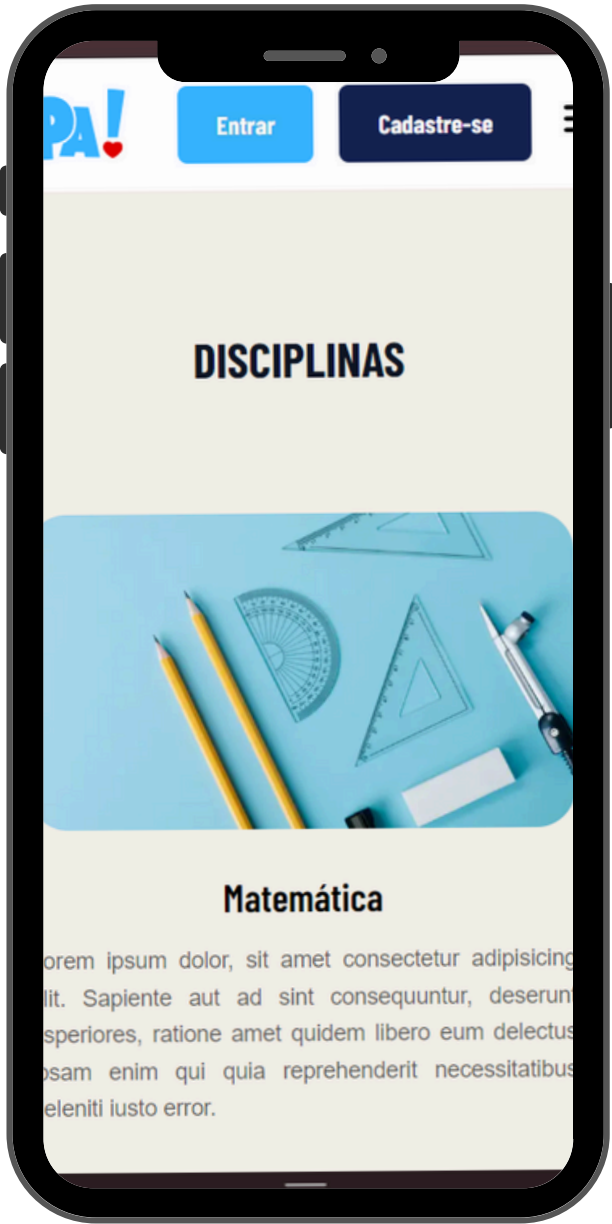 PA!
Entrar
Cadastre-se
DISCIPLINAS
Matemática
orem ipsum dolor, sit amet consectetur adipisicing
lit. Sapiente aut ad sint consequuntur, deserunt
speriores, ratione amet quidem libero eum delectus
psam enim qui quia reprehenderit necessitatibus
eleniti iusto error.